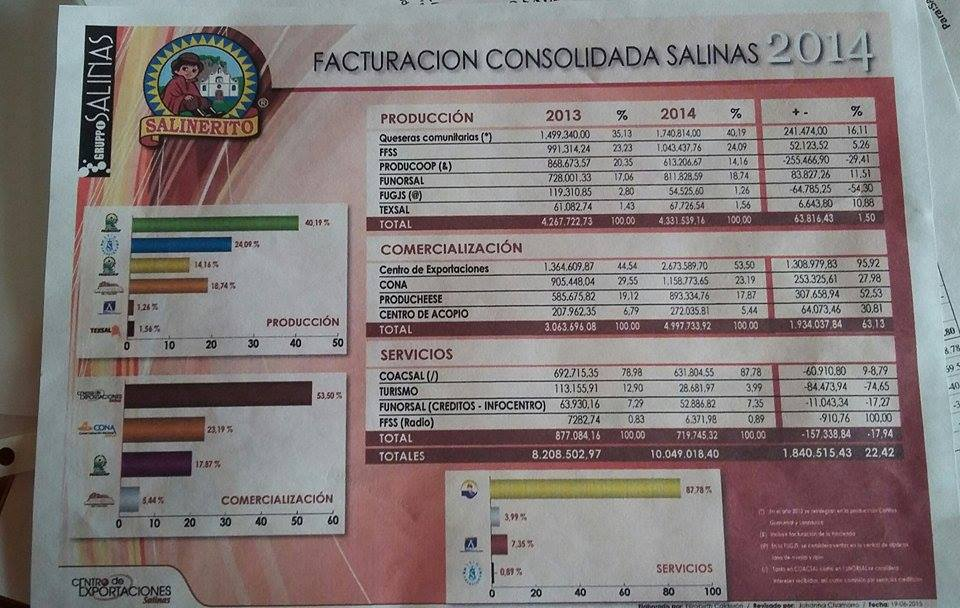 GRUPPO SALINAS
SALINERITO ®
FACTURACION CONSOLIDADA SALINAS 2014
PRODUCCIÓN 2013 % 2014 % + - %
Queseras comunitarias (*) 1,499,340.00 35,13 1'740.814,00 40,19 241.474,00 16,11
FFSS 991.314,24 23,23 1'043.437,76 24,09 52.123,52 5,26
PRODUCOOP (&) 868.673,57 20,35 613.206,67 14,16 -255.466,90 -29,41
FUNORSAL 728.001,33 17,06 811.828,59 18,74 83.827,26 11,51
FUGJS (@) 119.310,85 2,80 54.525,60 1,26 -64.785,25 -54,30
TEXSAL 61.082,74 1,43 67.726,54 1,56 6.643,80 10,88
TOTAL 4.267,722,73 100,00 4.331,539,16 100,00 63.816,43 1,50
COMERCIALIZACIÓN
Centro de Exportaciones 1,364,609,87 44,54 2.673,589,70 53,50 1.308,979,83 95,92
CONA 905,448,04 29,55 1,158,773,65 23,19 253,325,61 27,98
PRODUCHEESE 585,675,82 19,12 893,334,76 17,87 307,658,94 52,53
CENTRO DE ACOPIO 207,962,35 6,79 272,035,81 5,44 64,073,46 30,81
TOTAL 3.063,696,08 100,00 4,997,733,92 100,00 1.934,037,84 63,13
SERVICIOS
COACSAL (/) 692,715,35 78,98 631,804,55 87,78 -60,910,80 9-8,79
TURISMO 113,155,91 12,90 28,681,97 3,99 -84,473,94 -74,65
FUNORSAL (CREDITOS - INFOCENTRO) 63.930,16 7,29 52,886,82 7,35 -11,043,34 -17,27
FFSS (Radio) 7282,74 0,83 6,371,98 0,89 -910,76 100,00
TOTAL 877,084,16 100,00 719,745,32 100,00 -157,338,84 -17,94
TOTALES 8.208,502,97 10,049,018,40 1,840,515,43 22,42
40,19 %
24,09 %
14,16 %
18,74 %
1,26 %
TEXSAL 1,56 %
PRODUCCIÓN
0 10 20 30 40 50
CENTRO de EXPORTACIONES Salinas 53,50 %
CONA 23,19 %
17,87 %
5,44 %
COMERCIALIZACIÓN
0 10 20 30 40 50 60
87,78 %
3,99 %
7,35 %
0,89 %
SERVICIOS
0 20 40 60 80 100
CENTRO de EXPORTACIONES
Salinas
Elaborado por: Elizabeth Calderón / Revisado por: Johanna Chamorro / Fecha: 19-06-2015